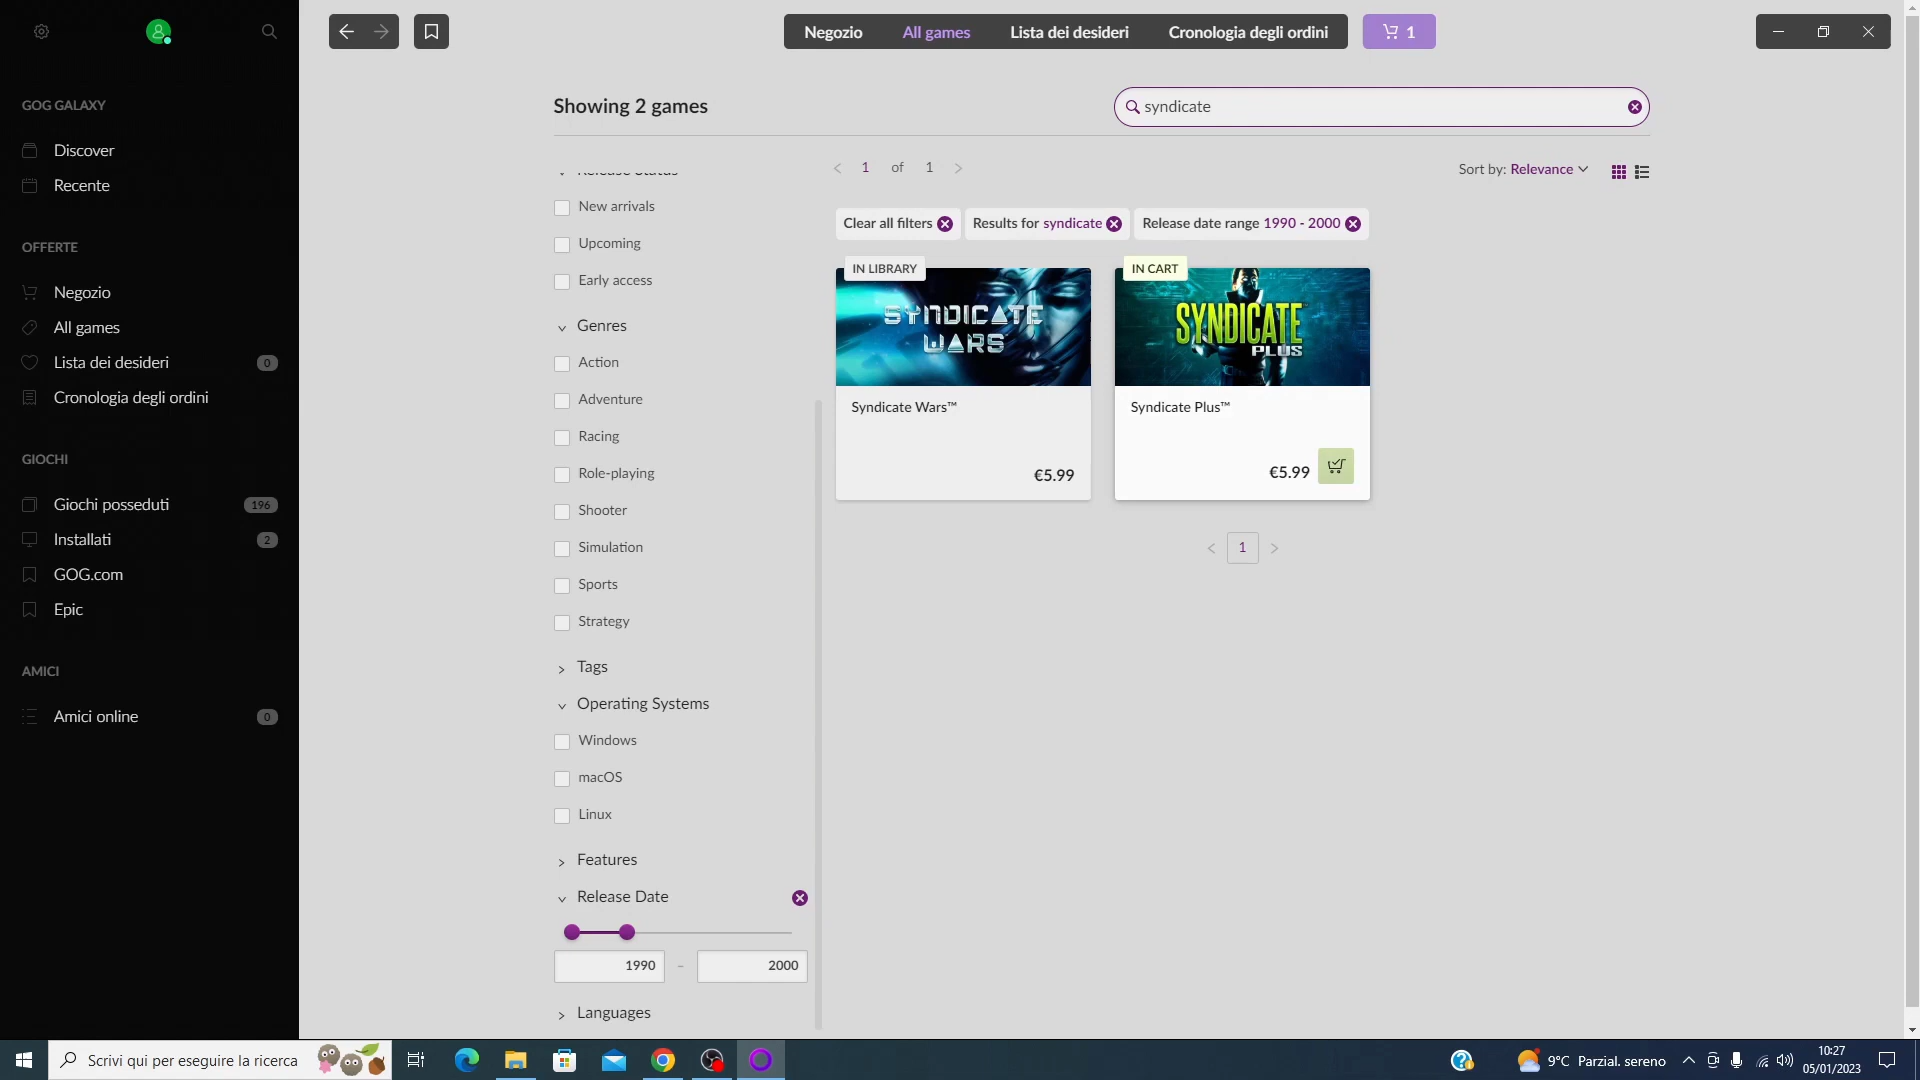 GOG GALAXY
Discover
Recente
OFFERTE
Negozio
All games
Lista dei desideri 0
Cronologia degli ordini
GIOCHI
Giochi posseduti 196
Installati 2
GOG.com
Epic
AMICI
Amici online 0
Negozio All games Lista dei desideri Cronologia degli ordini 1
Showing 2 games
syndicate
Release status
New arrivals
Upcoming
Early access
Genres
Action
Adventure
Racing
Role-playing
Shooter
Simulation
Sports
Strategy
Tags
Operating Systems
Windows
macOS
Linux
Features
Release Date
1990 - 2000
Languages
1 of 1
Sort by: Relevance
Clear all filters Results for syndicate Release date range 1990 - 2000
IN LIBRARY
SYNDICATE
WARS
Syndicate Wars™
€5.99
IN CART
SYNDICATE
PLUS
Syndicate Plus™
€5.99
1
Scrivi qui per eseguire la ricerca
9°C Parzial. sereno
10:27
05/01/2023